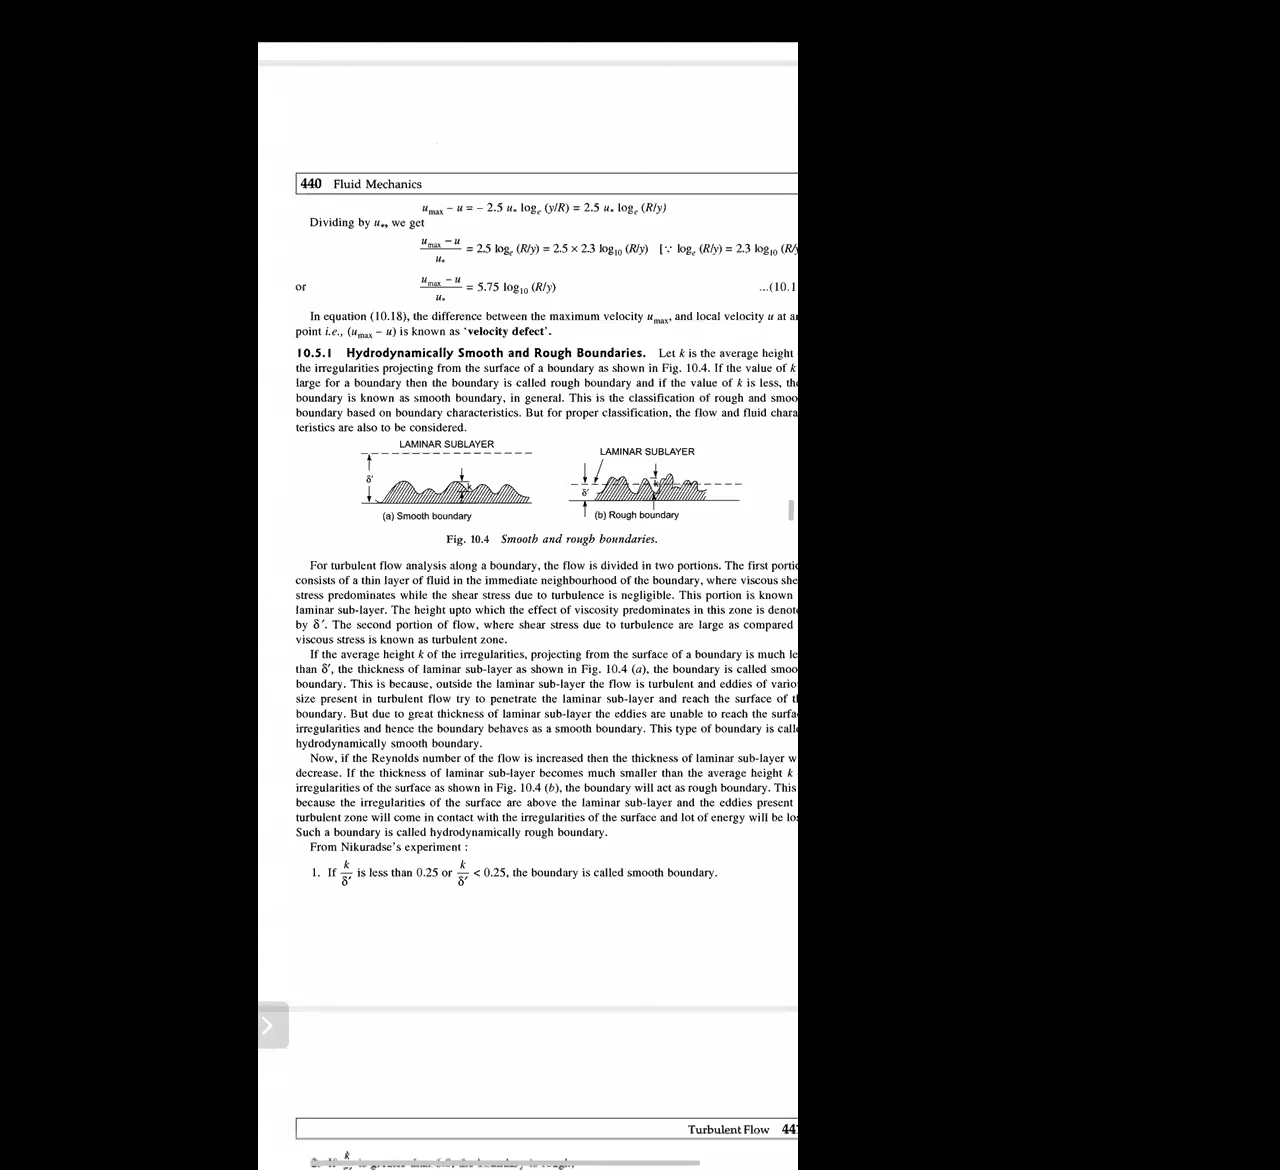 440 Fluid Mechanics
u_max − u = − 2.5 u* log_e (y/R) = 2.5 u* log_e (R/y)
Dividing by u*, we get
(u_max − u)/u* = 2.5 log_e (R/y) = 2.5 × 2.3 log_10 (R/y) [∵ log_e (R/y) = 2.3 log_10 (R/y
or (u_max − u)/u* = 5.75 log_10 (R/y) ...(10.1
In equation (10.18), the difference between the maximum velocity u_max, and local velocity u at
point i.e., (u_max − u) is known as 'velocity defect'.
10.5.1 Hydrodynamically Smooth and Rough Boundaries. Let k is the average height
the irregularities projecting from the surface of a boundary as shown in Fig. 10.4. If the value of k
large for a boundary then the boundary is called rough boundary and if the value of k is less,
boundary is known as smooth boundary, in general. This is the classification of rough and smoo
boundary based on boundary characteristics. But for proper classification, the flow and fluid chara
teristics are also to be considered.
LAMINAR SUBLAYER
LAMINAR SUBLAYER
δ′
k
δ′
k
(a) Smooth boundary
(b) Rough boundary
Fig. 10.4 Smooth and rough boundaries.
For turbulent flow analysis along a boundary, the flow is divided in two portions. The first porti
consists of a thin layer of fluid in the immediate neighbourhood of the boundary, where viscous she
stress predominates while the shear stress due to turbulence is negligible. This portion is known
laminar sub-layer. The height upto which the effect of viscosity predominates in this zone is denot
by δ′. The second portion of flow, where shear stress due to turbulence are large as compared
viscous stress is known as turbulent zone.
If the average height k of the irregularities, projecting from the surface of a boundary is much le
than δ′, the thickness of laminar sub-layer as shown in Fig. 10.4 (a), the boundary is called smoo
boundary. This is because, outside the laminar sub-layer the flow is turbulent and eddies of vario
size present in turbulent flow try to penetrate the laminar sub-layer and reach the surface of t
boundary. But due to great thickness of laminar sub-layer the eddies are unable to reach the surfa
irregularities and hence the boundary behaves as a smooth boundary. This type of boundary is calle
hydrodynamically smooth boundary.
Now, if the Reynolds number of the flow is increased then the thickness of laminar sub-layer w
decrease. If the thickness of laminar sub-layer becomes much smaller than the average height k
irregularities of the surface as shown in Fig. 10.4 (b), the boundary will act as rough boundary. This
because the irregularities of the surface are above the laminar sub-layer and the eddies present
turbulent zone will come in contact with the irregularities of the surface and lot of energy will be lo
Such a boundary is called hydrodynamically rough boundary.
From Nikuradse's experiment :
1. If k/δ′ is less than 0.25 or k/δ′ < 0.25, the boundary is called smooth boundary.
Turbulent Flow 44